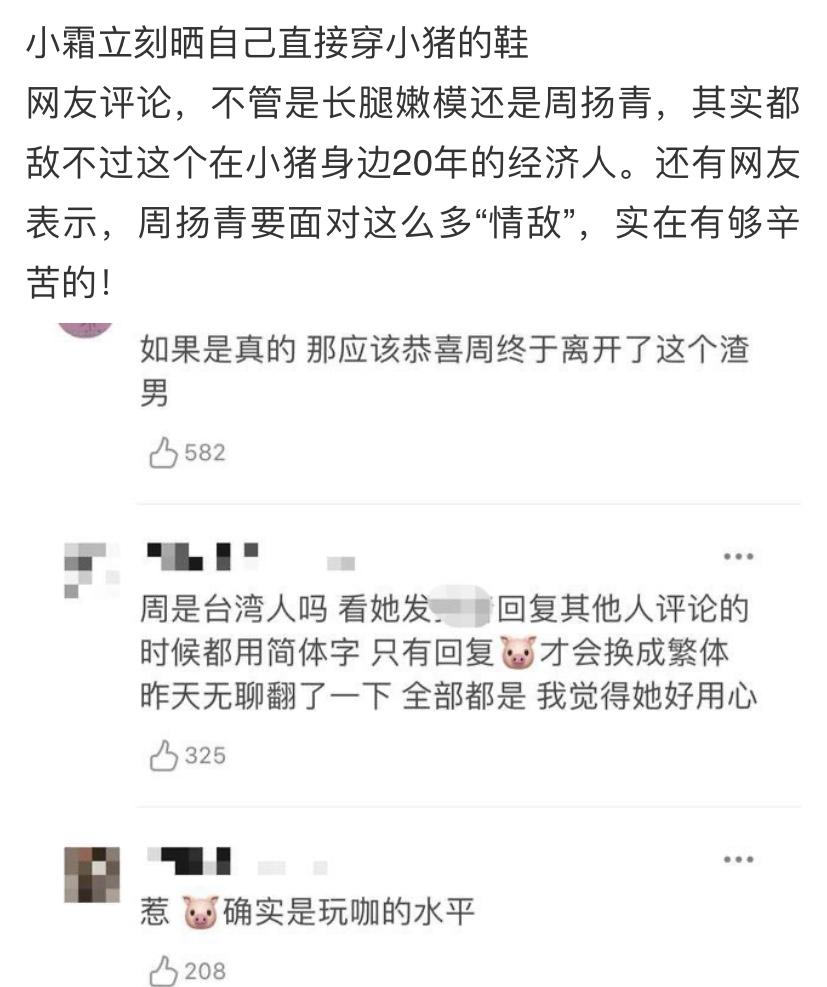 小霜立刻晒自己直接穿小猪的鞋
网友评论，不管是长腿嫩模还是周扬青，其实都
敌不过这个在小猪身边20年的经济人。还有网友
表示，周扬青要面对这么多“情敌”，实在有够辛
苦的！
如果是真的 那应该恭喜周终于离开了这个渣
男
582
周是台湾人吗 看她发回复其他人评论的
时候都用简体字 只有回复🐷才会换成繁体
昨天无聊翻了一下 全部都是 我觉得她好用心
325
惹 🐷确实是玩咖的水平
208